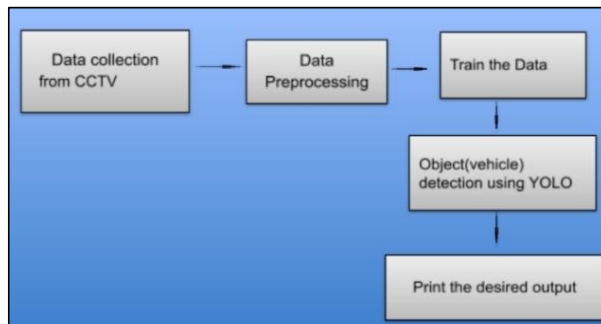 Data collection
from CCTV
Data
Preprocessing
Train the Data
Object(vehicle)
detection using YOLO
Print the desired output